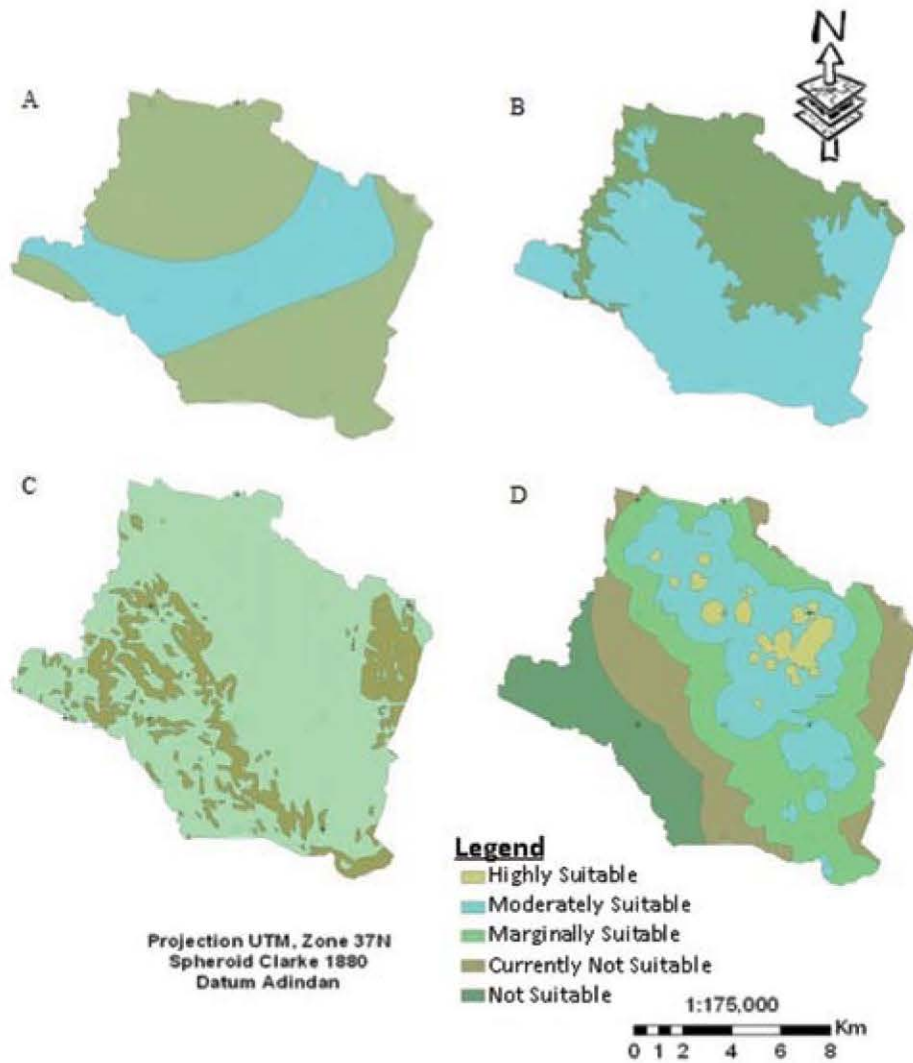 N
A
B
C
D
Legend
Highly Suitable
Moderately Suitable
Marginally Suitable
Currently Not Suitable
Not Suitable
Projection UTM, Zone 37N
Spheroid Clarke 1880
Datum Adindan
1:175,000
Km
0 1 2 4 6 8